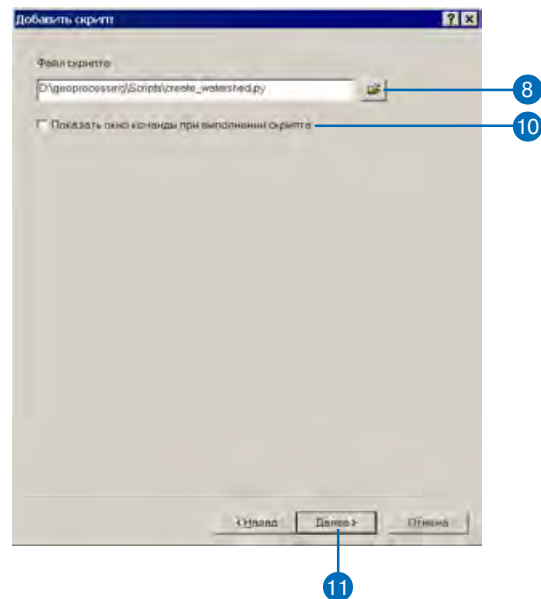 Добавить скрипт
Файл скрипта
D:\geoprocessing\Scripts\create_watershed.py
8
Показать окно команды при выполнении скрипта
10
< Назад
Далее >
Отмена
11